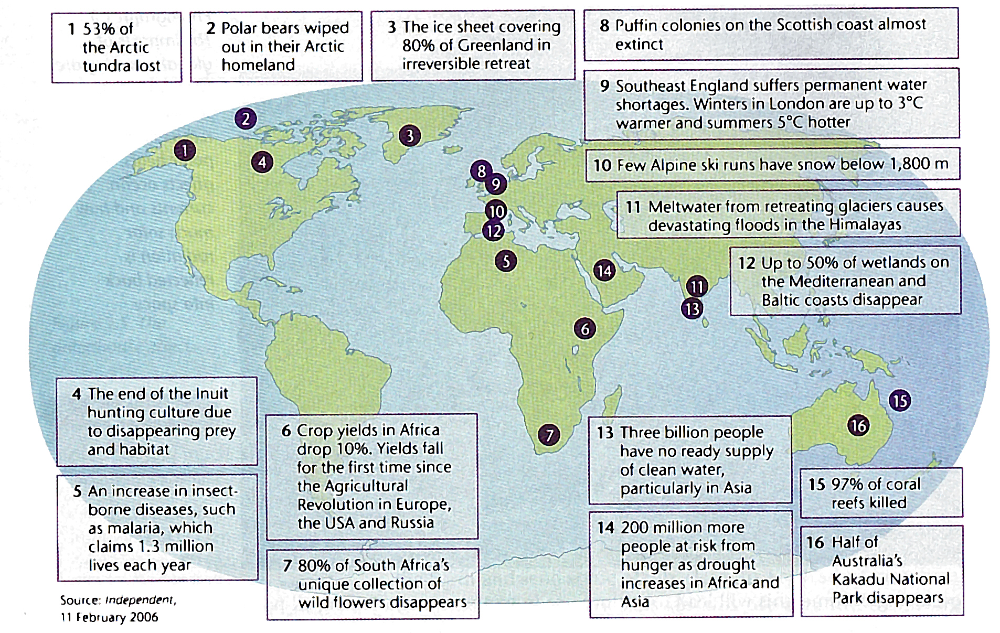 1 53% of
the Arctic
tundra lost
2 Polar bears wiped
out in their Arctic
homeland
3 The ice sheet covering
80% of Greenland in
irreversible retreat
8 Puffin colonies on the Scottish coast almost
extinct
9 Southeast England suffers permanent water
shortages. Winters in London are up to 3°C
warmer and summers 5°C hotter
10 Few Alpine ski runs have snow below 1,800 m
11 Meltwater from retreating glaciers causes
devastating floods in the Himalayas
12 Up to 50% of wetlands on
the Mediterranean and
Baltic coasts disappear
2
3
1
4
8
9
10
12
5
14
11
13
6
15
16
7
4 The end of the Inuit
hunting culture due
to disappearing prey
and habitat
5 An increase in insect-
borne diseases, such
as malaria, which
claims 1.3 million
lives each year
6 Crop yields in Africa
drop 10%. Yields fall
for the first time since
the Agricultural
Revolution in Europe,
the USA and Russia
7 80% of South Africa's
unique collection of
wild flowers disappears
13 Three billion people
have no ready supply
of clean water,
particularly in Asia
14 200 million more
people at risk from
hunger as drought
increases in Africa and
Asia
15 97% of coral
reefs killed
16 Half of
Australia's
Kakadu National
Park disappears
Source: Independent,
11 February 2006